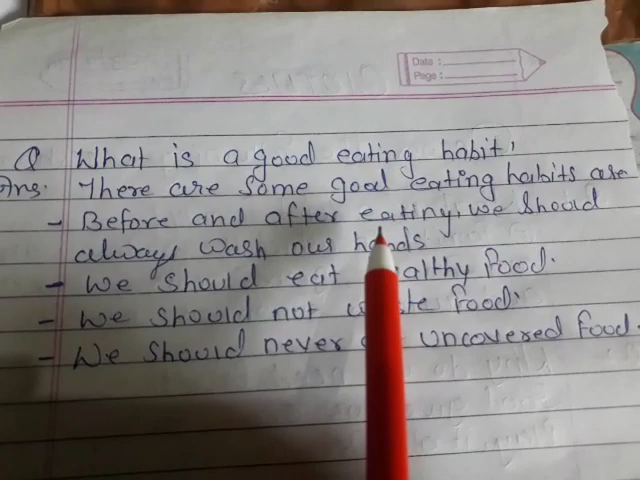 Date :
Page :
Q What is a good eating habit,
Ans. There are some good eating habits are
- Before and after eating, we should
always wash our hands
- We should eat healthy food.
- We should not waste food.
- We should never uncovered food.